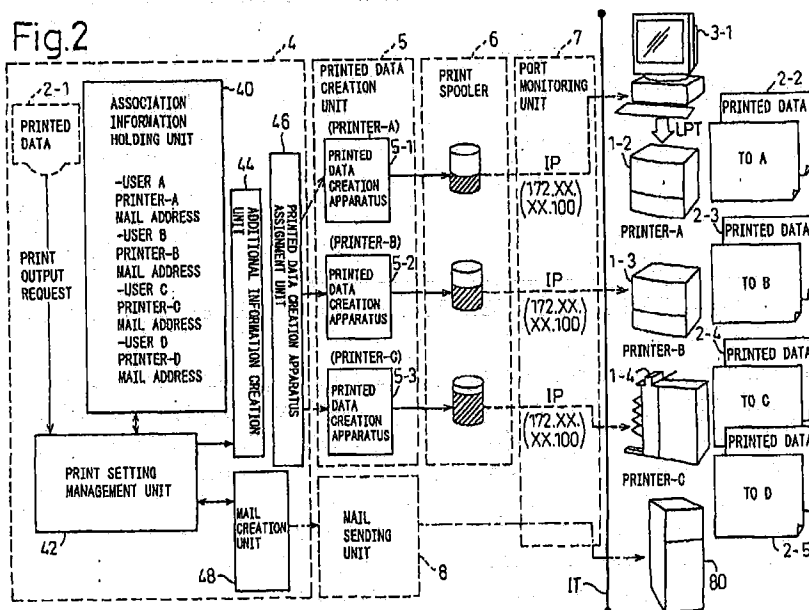 Fig.2
4
5
6
7
3-1
2-1
PRINTED
DATA
40
ASSOCIATION
INFORMATION
HOLDING UNIT
-USER A
PRINTER-A
MAIL ADDRESS
-USER B
PRINTER-B
MAIL ADDRESS
-USER C
PRINTER-C
MAIL ADDRESS
-USER D
PRINTER-D
MAIL ADDRESS
PRINT
OUTPUT
REQUEST
PRINT SETTING
MANAGEMENT UNIT
42
44
ADDITIONAL INFORMATION CREATION
UNIT
46
PRINTED DATA CREATION APPARATUS
ASSIGNMENT UNIT
MAIL CREATION
UNIT
48
PRINTED DATA
CREATION
UNIT
(PRINTER-A)
5-1
PRINTED
DATA
CREATION
APPARATUS
(PRINTER-B)
5-2
PRINTED
DATA
CREATION
APPARATUS
(PRINTER-C)
5-3
PRINTED
DATA
CREATION
APPARATUS
MAIL
SENDING
UNIT
8
PRINT
SPOOLER
PORT
MONITORING
UNIT
IP
(172.XX.
XX.100)
IP
(172.XX.
XX.100)
IP
(172.XX.
XX.100)
IT
LPT
1-2
PRINTER-A
1-3
PRINTER-B
1-4
PRINTER-C
80
2-2
PRINTED DATA
TO A
2-3
PRINTED DATA
TO B
2-4
PRINTED DATA
TO C
PRINTED DATA
TO D
2-5